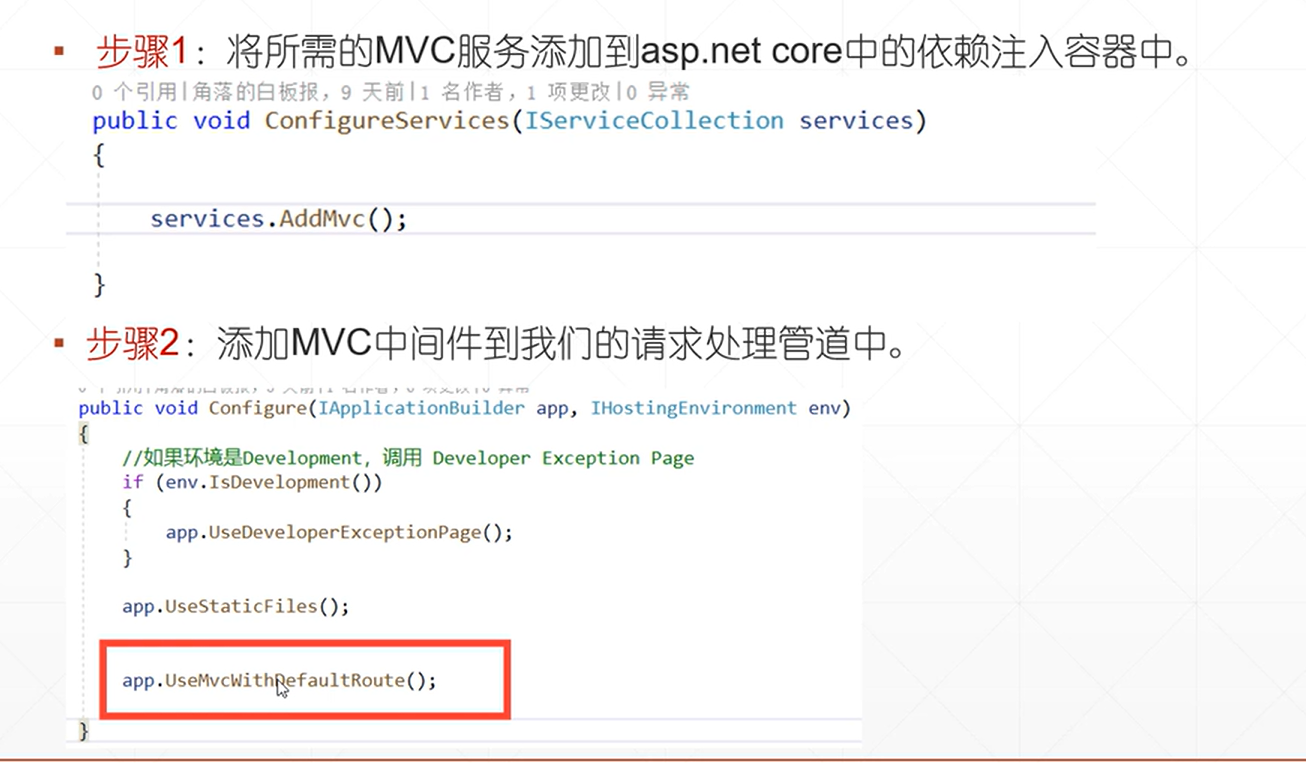 ▪ 步骤1：将所需的MVC服务添加到asp.net core中的依赖注入容器中。
0 个引用|角落的白板报，9 天前|1 名作者，1 项更改|0 异常
public void ConfigureServices(IServiceCollection services)
{
services.AddMvc();
}
▪ 步骤2：添加MVC中间件到我们的请求处理管道中。
public void Configure(IApplicationBuilder app, IHostingEnvironment env)
{
//如果环境是Development，调用 Developer Exception Page
if (env.IsDevelopment())
{
app.UseDeveloperExceptionPage();
}
app.UseStaticFiles();
app.UseMvcWithDefaultRoute();
}